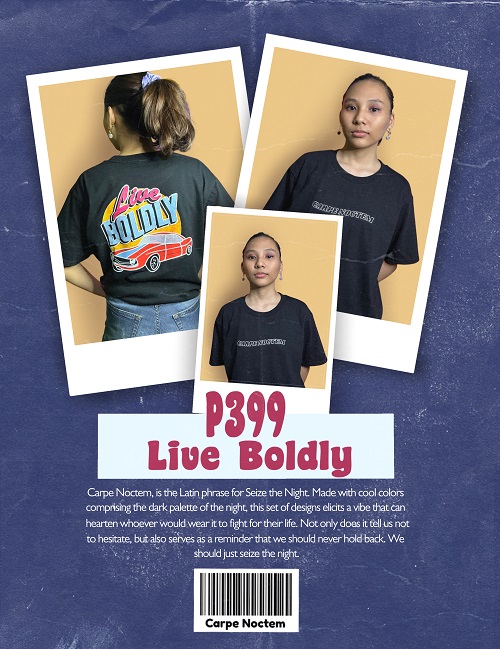 Live
BOLDLY
CARPE NOCTEM
CARPE NOCTEM
P399
Live Boldly
Carpe Noctem, is the Latin phrase for Seize the Night. Made with cool colors
comprising the dark palette of the night, this set of designs elicits a vibe that can
hearten whoever would wear it to fight for their life. Not only does it tell us not
to hesitate, but also serves as a reminder that we should never hold back. We
should just seize the night.
Carpe Noctem